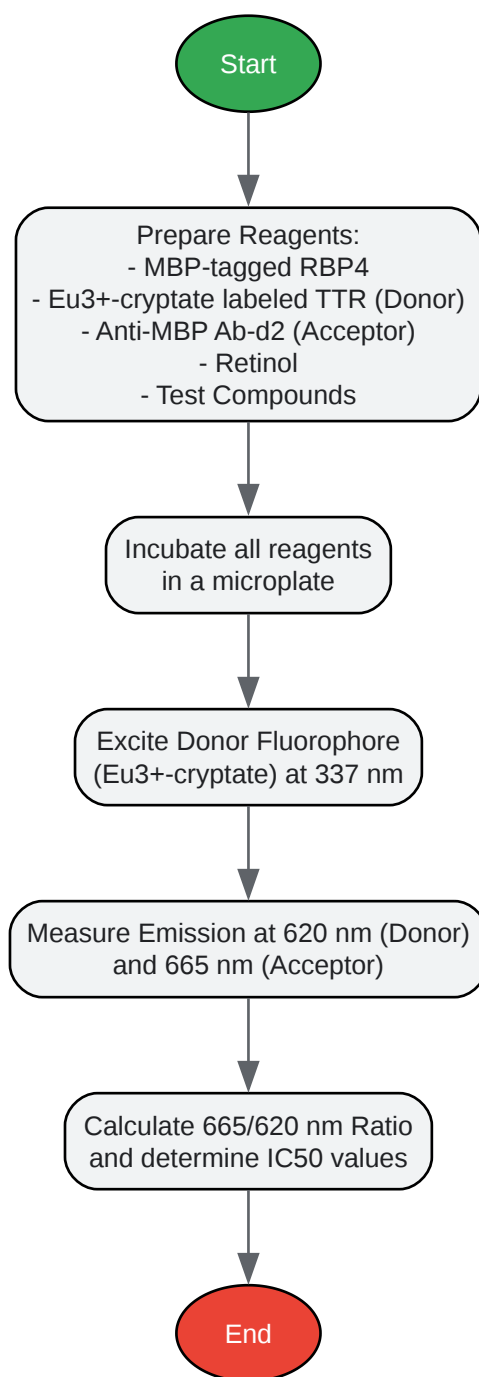 Start
Prepare Reagents:
- MBP-tagged RBP4
- Eu3+-cryptate labeled TTR (Donor)
- Anti-MBP Ab-d2 (Acceptor)
- Retinol
- Test Compounds
Incubate all reagents
in a microplate
Excite Donor Fluorophore
(Eu3+-cryptate) at 337 nm
Measure Emission at 620 nm (Donor)
and 665 nm (Acceptor)
Calculate 665/620 nm Ratio
and determine IC50 values
End